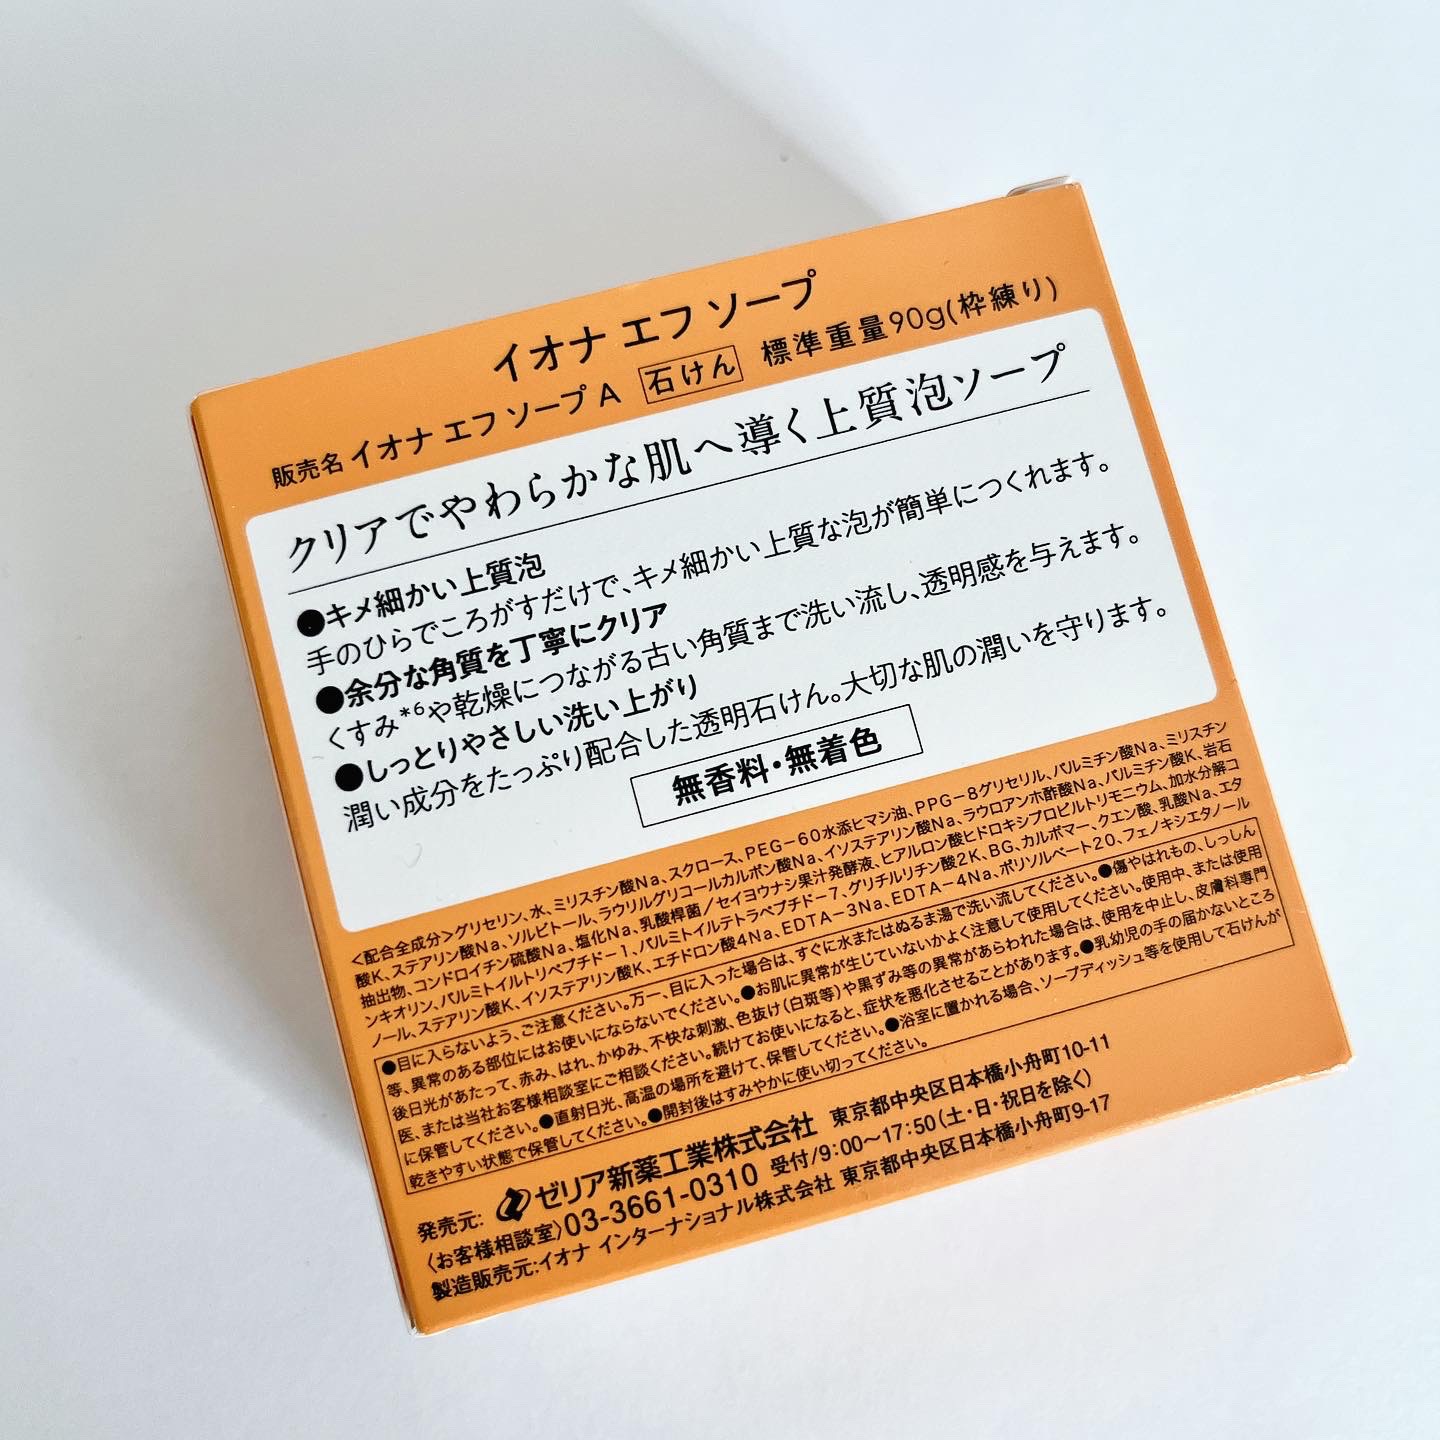 イオナ エフ ソープ
販売名 イオナ エフ ソープ A 石けん 標準重量90g(枠練り)
クリアでやわらかな肌へ導く上質泡ソープ
●キメ細かい上質泡
手のひらでころがすだけで、キメ細かい上質な泡が簡単につくれます。
●余分な角質を丁寧にクリア
くすみ*6や乾燥につながる古い角質まで洗い流し、透明感を与えます。
●しっとりやさしい洗い上がり
潤い成分をたっぷり配合した透明石けん。大切な肌の潤いを守ります。
無香料・無着色
<配合全成分>グリセリン、水、ミリスチン酸Na、スクロース、PEG-60水添ヒマシ油、PPG-8グリセリル、パルミチン酸Na、ミリスチン
酸K、ステアリン酸Na、ソルビトール、ラウリルグリコールカルボン酸Na、イソステアリン酸Na、ラウロアンホ酢酸Na、パルミチン酸K、岩石
抽出物、コンドロイチン硫酸Na、塩化Na、乳酸桿菌/セイヨウナシ果汁発酵液、ヒアルロン酸ヒドロキシプロピルトリモニウム、加水分解コ
ンキオリン、パルミトイルトリペプチド-1、パルミトイルテトラペプチド-7、グリチルリチン酸2K、BG、カルボマー、クエン酸、乳酸Na、エタ
ノール、ステアリン酸K、イソステアリン酸K、エチドロン酸4Na、EDTA-3Na、EDTA-4Na、ポリソルベート20、フェノキシエタノール
●目に入らないよう、ご注意ください。万一、目に入った場合は、すぐに水またはぬるま湯で洗い流してください。●傷やはれもの、しっしん
等、異常のある部位にはお使いにならないでください。●お肌に異常が生じていないかよく注意して使用してください。使用中、または使用
後日光があたって、赤み、はれ、かゆみ、不快な刺激、色抜け(白斑等)や黒ずみ等の異常があらわれた場合は、使用を中止し、皮膚科専門
医、または当社お客様相談室にご相談ください。続けてお使いになると、症状を悪化させることがあります。●乳幼児の手の届かないところ
に保管してください。●直射日光、高温の場所を避けて、保管してください。●浴室に置かれる場合、ソープディッシュ等を使用して石けんが
乾きやすい状態で保管してください。●開封後はすみやかに使い切ってください。
発売元: ゼリア新薬工業株式会社 東京都中央区日本橋小舟町10-11
〈お客様相談室〉03-3661-0310 受付/9:00〜17:50(土・日・祝日を除く)
製造販売元:イオナ インターナショナル株式会社 東京都中央区日本橋小舟町9-17